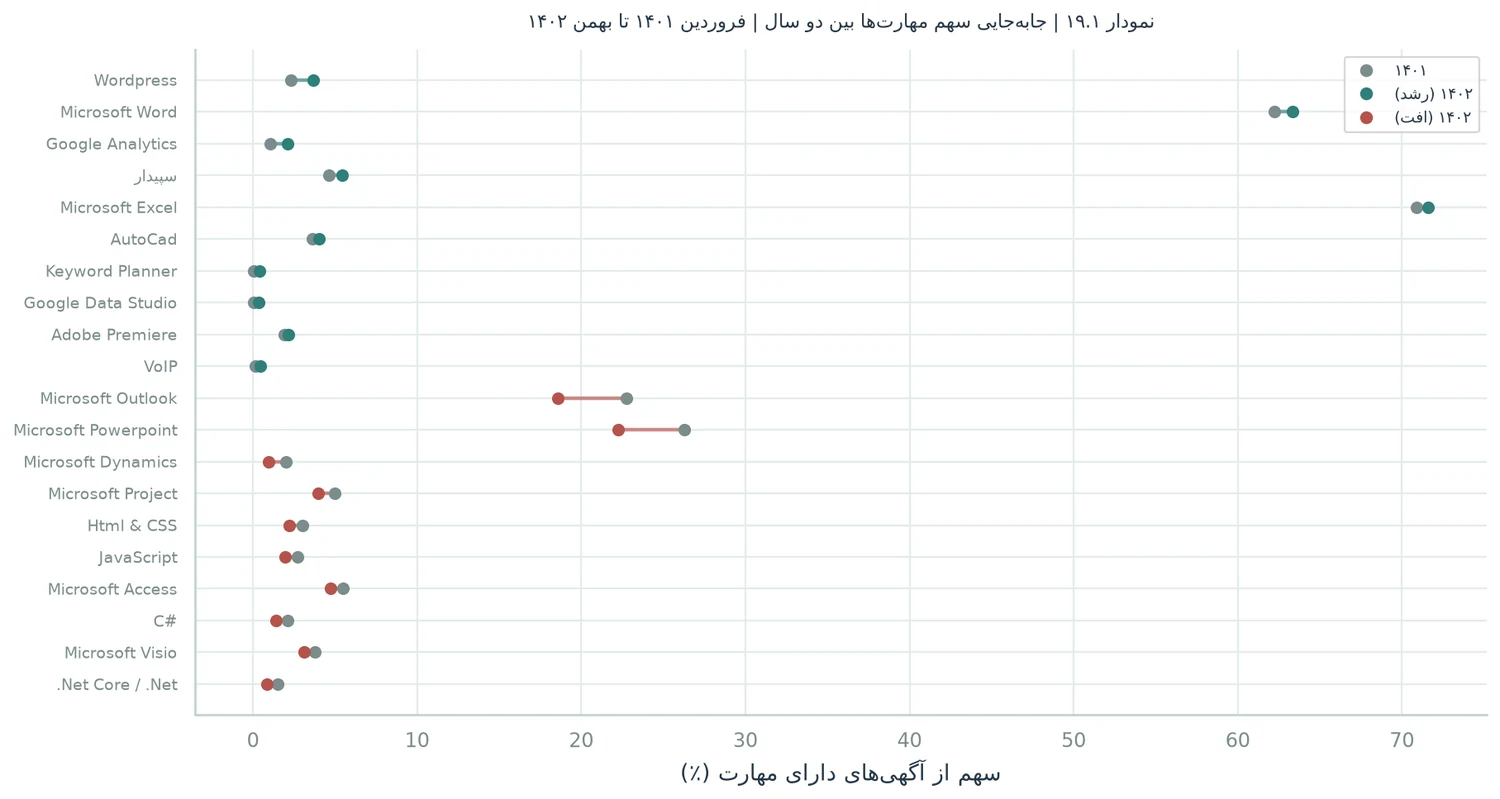 نمودار ۱۹.۱ | جابه‌جایی سهم مهارت‌ها بین دو سال | فروردین ۱۴۰۱ تا بهمن ۱۴۰۲
۱۴۰۱
۱۴۰۲ (رشد)
۱۴۰۲ (افت)
Wordpress
Microsoft Word
Google Analytics
سپیدار
Microsoft Excel
AutoCad
Keyword Planner
Google Data Studio
Adobe Premiere
VoIP
Microsoft Outlook
Microsoft Powerpoint
Microsoft Dynamics
Microsoft Project
Html & CSS
JavaScript
Microsoft Access
C#
Microsoft Visio
.Net Core / .Net
0 10 20 30 40 50 60 70
سهم از آگهی‌های دارای مهارت (٪)